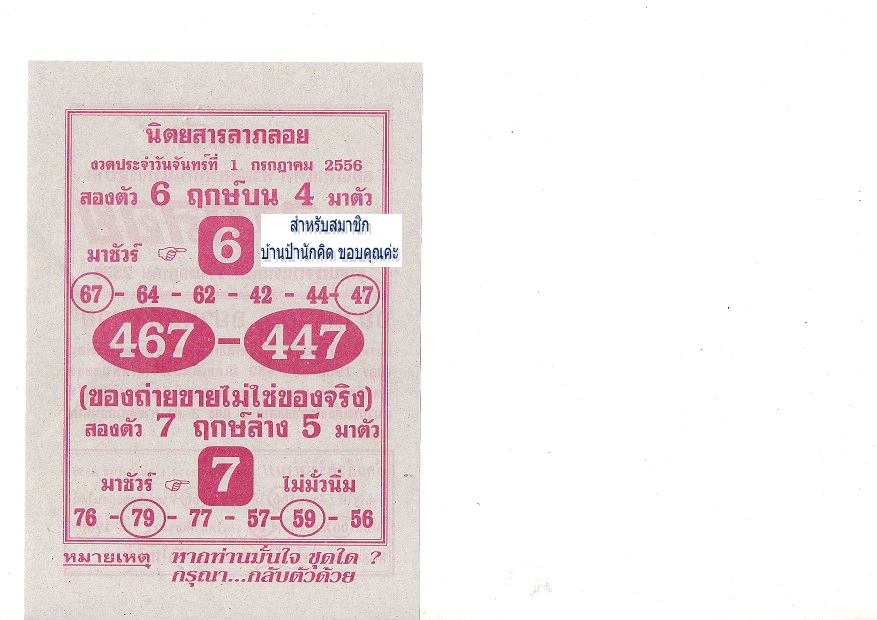 นิตยสารลาภลอย
งวดประจำวันจันทร์ที่ 1 กรกฎาคม 2556
สองตัว 6 ฤกษ์บน 4 มาตัว
มาชัวร์ 6
สำหรับสมาชิก
บ้านป้านักคิด ขอบคุณค่ะ
67 - 64 - 62 - 42 - 44 - 47
467 - 447
(ของถ่ายขายไม่ใช่ของจริง)
สองตัว 7 ฤกษ์ล่าง 5 มาตัว
มาชัวร์ 7 ไม่มั่วนิ่ม
76 - 79 - 77 - 57 - 59 - 56
หมายเหตุ หากท่านมั่นใจ ชุดใด ?
กรุณา...กลับตัวด้วย